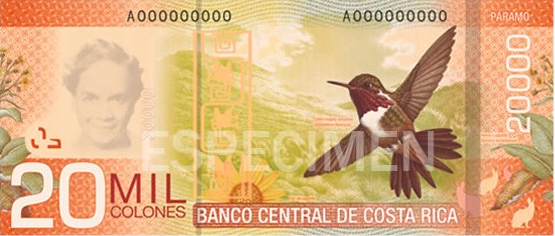 A000000000 A000000000
PARAMO
20000
ESPECIMEN
20 MIL
COLONES
BANCO CENTRAL DE COSTA RICA